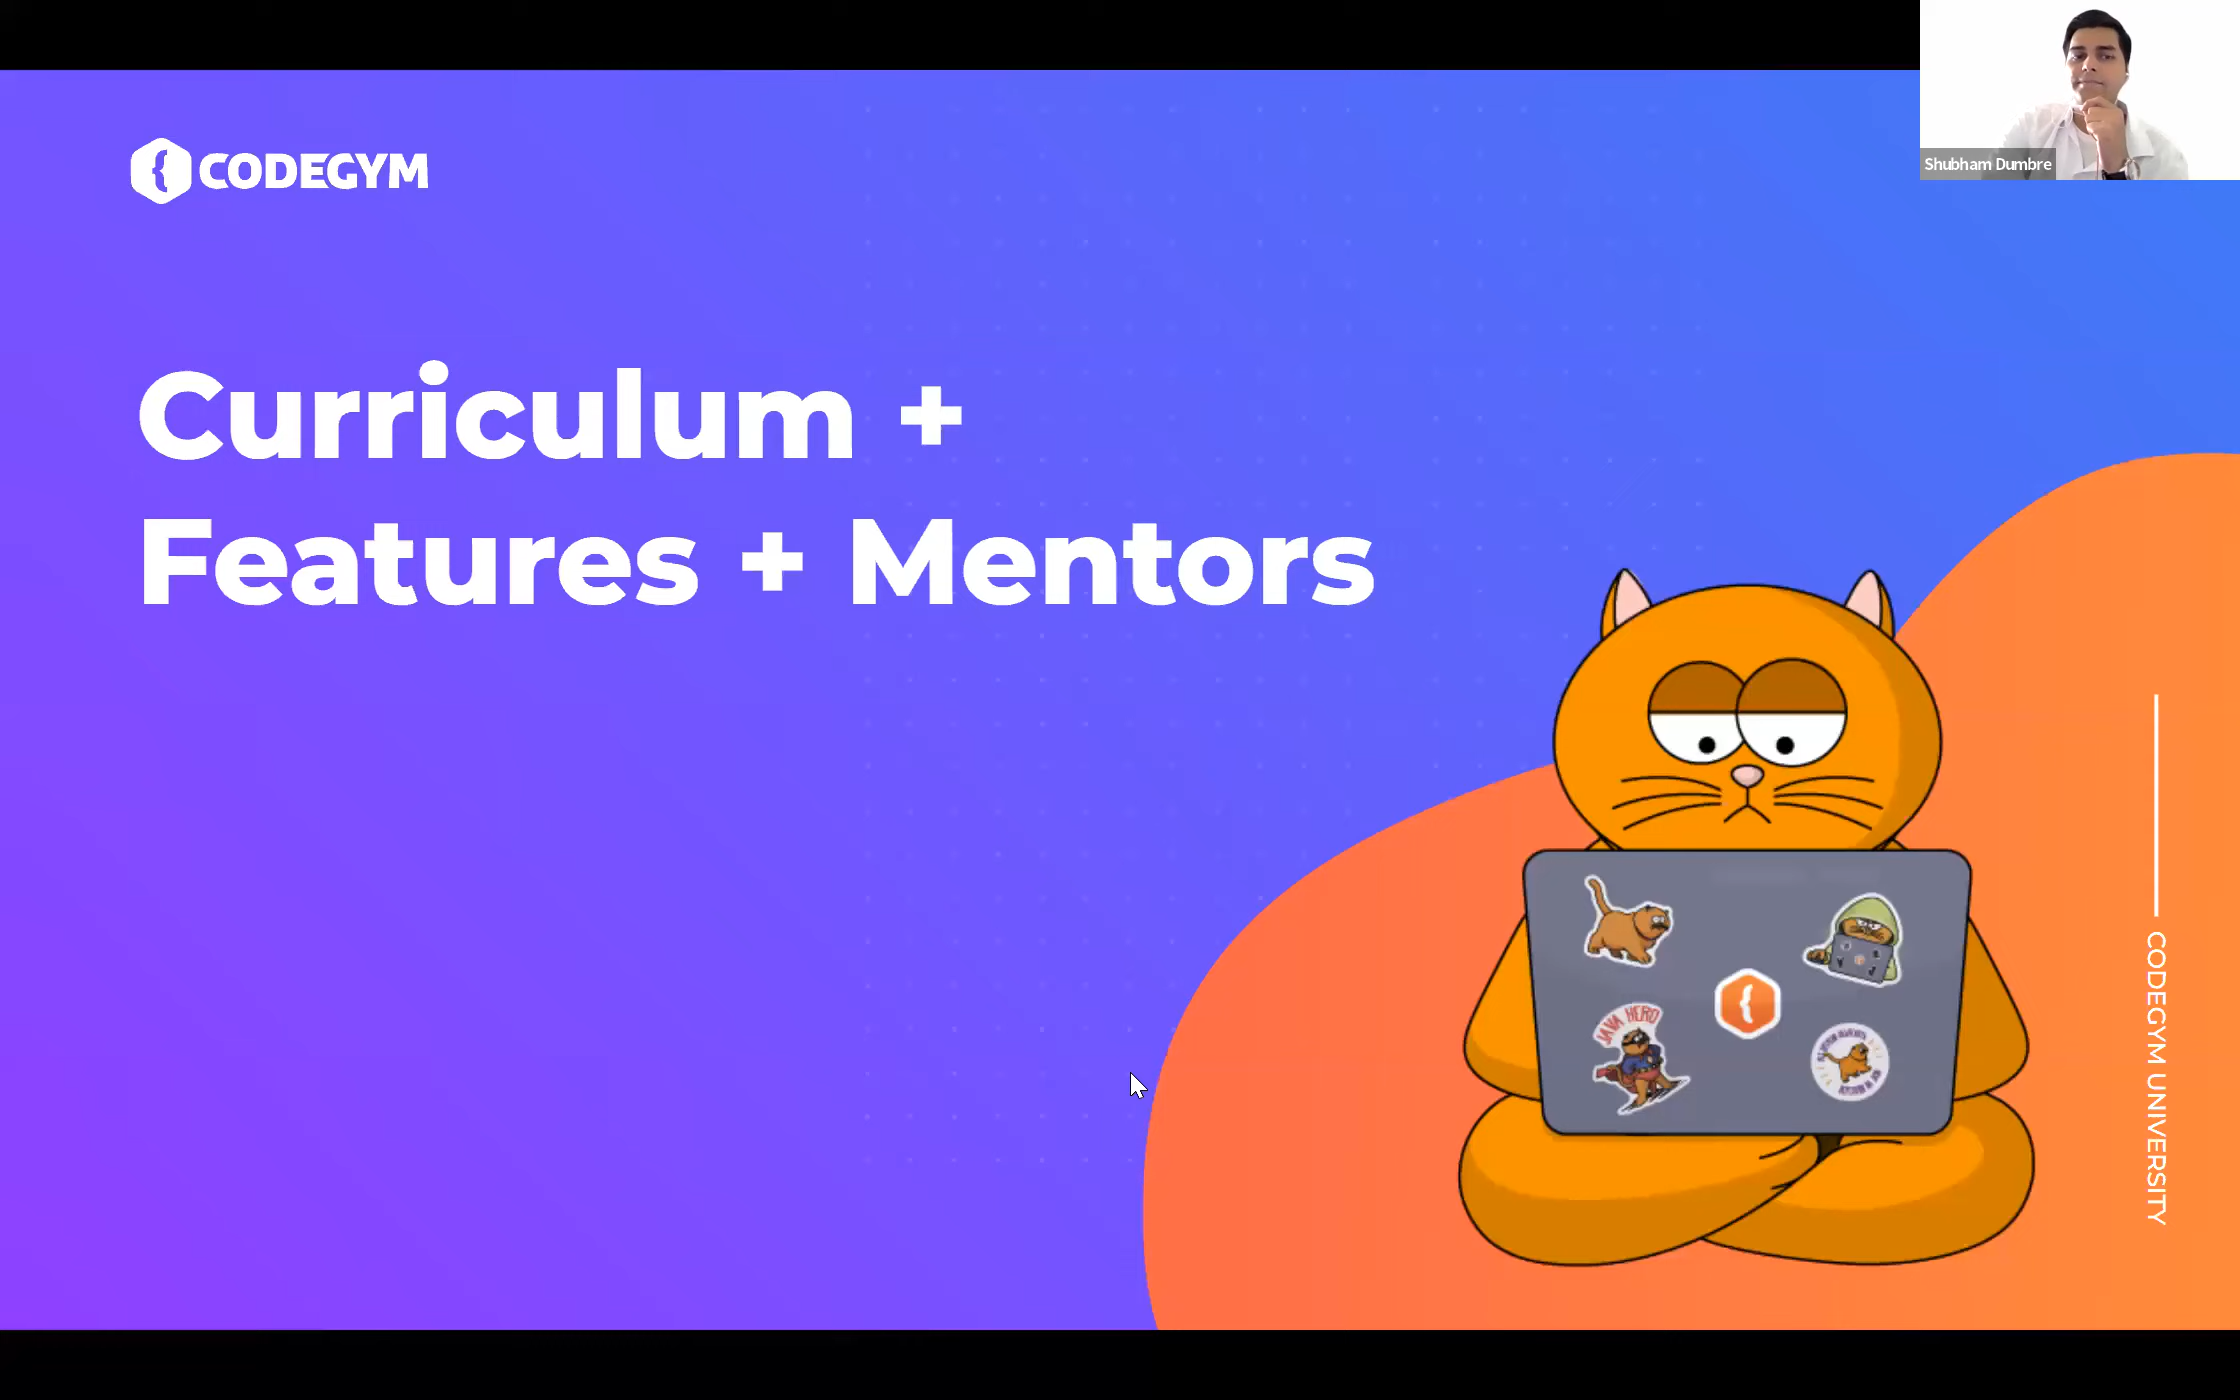 CODEGYM
Shubham Dumbre
Curriculum +
Features + Mentors
JAVA HERO
CODEGYM UNIVERSITY